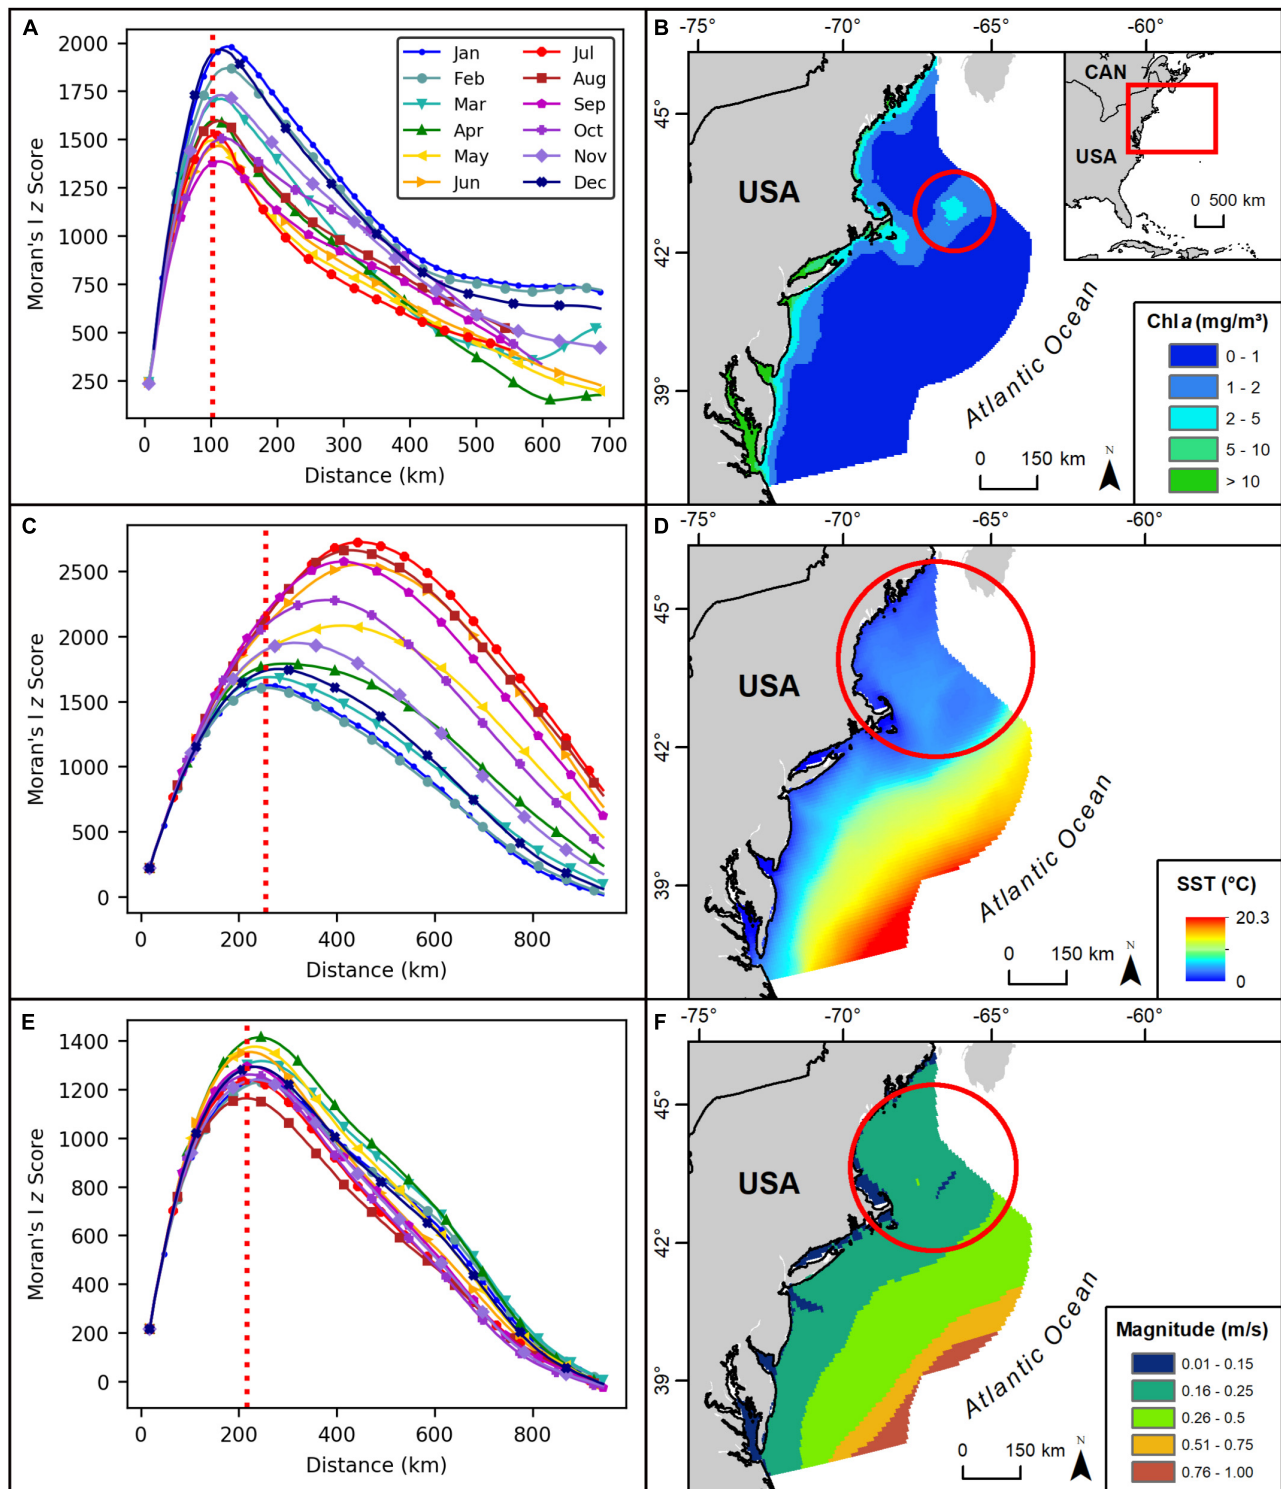 A
2000
1750
1500
1250
1000
750
500
250
Moran's I z Score
0 100 200 300 400 500 600 700
Distance (km)
Jan
Feb
Mar
Apr
May
Jun
Jul
Aug
Sep
Oct
Nov
Dec
B
-75° -70° -65° -60°
45°
42°
39°
USA
Atlantic Ocean
CAN
USA
0 500 km
0 150 km
N
Chl a (mg/m³)
0 - 1
1 - 2
2 - 5
5 - 10
> 10
C
2500
2000
1500
1000
500
0
Moran's I z Score
0 200 400 600 800
Distance (km)
D
-75° -70° -65° -60°
45°
42°
39°
USA
Atlantic Ocean
0 150 km
N
SST (°C)
20.3
0
E
1400
1200
1000
800
600
400
200
0
Moran's I z Score
0 200 400 600 800
Distance (km)
F
-75° -70° -65° -60°
45°
42°
39°
USA
Atlantic Ocean
0 150 km
N
Magnitude (m/s)
0.01 - 0.15
0.16 - 0.25
0.26 - 0.5
0.51 - 0.75
0.76 - 1.00